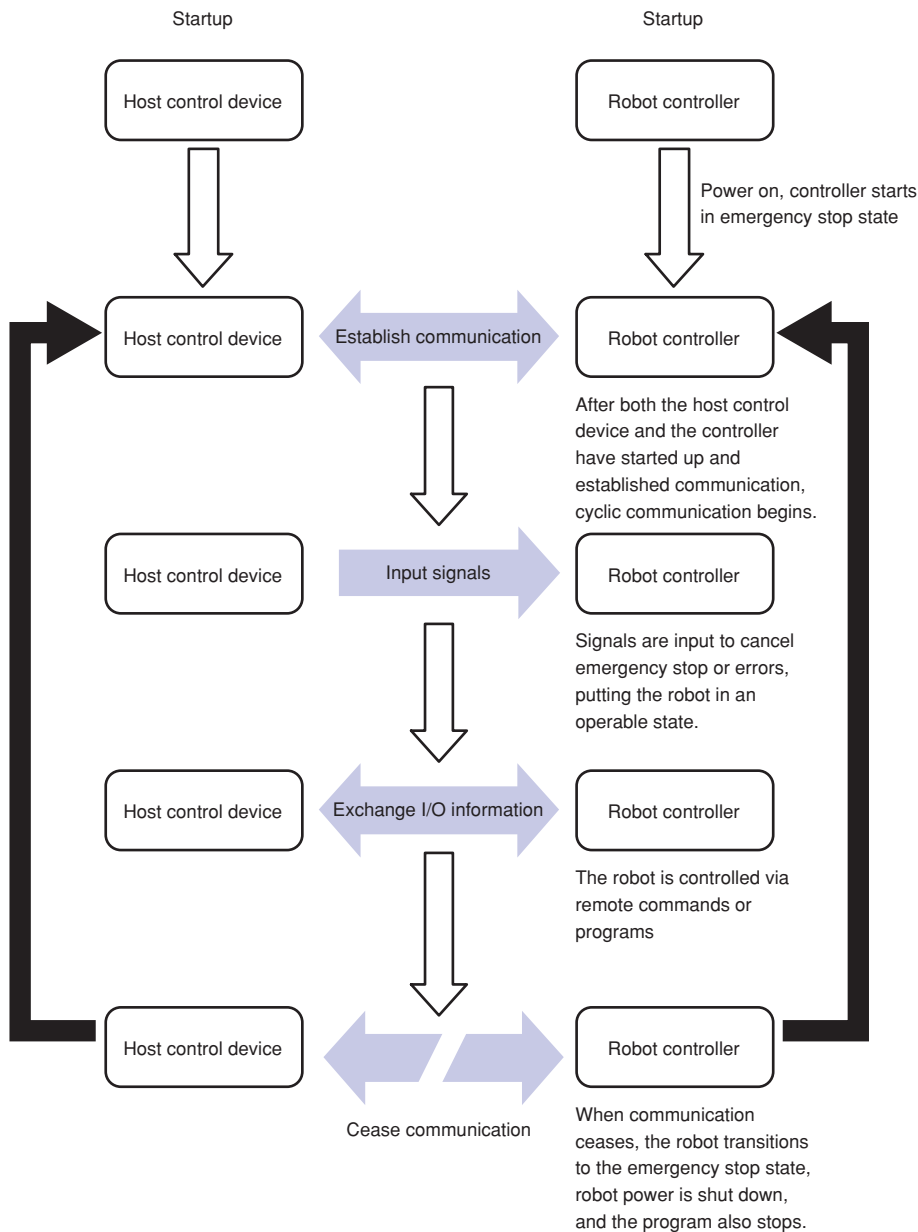 Startup
Startup
Host control device
Robot controller
Power on, controller starts
in emergency stop state
Host control device
Establish communication
Robot controller
After both the host control
device and the controller
have started up and
established communication,
cyclic communication begins.
Host control device
Input signals
Robot controller
Signals are input to cancel
emergency stop or errors,
putting the robot in an
operable state.
Host control device
Exchange I/O information
Robot controller
The robot is controlled via
remote commands or
programs
Host control device
Robot controller
Cease communication
When communication
ceases, the robot transitions
to the emergency stop state,
robot power is shut down,
and the program also stops.